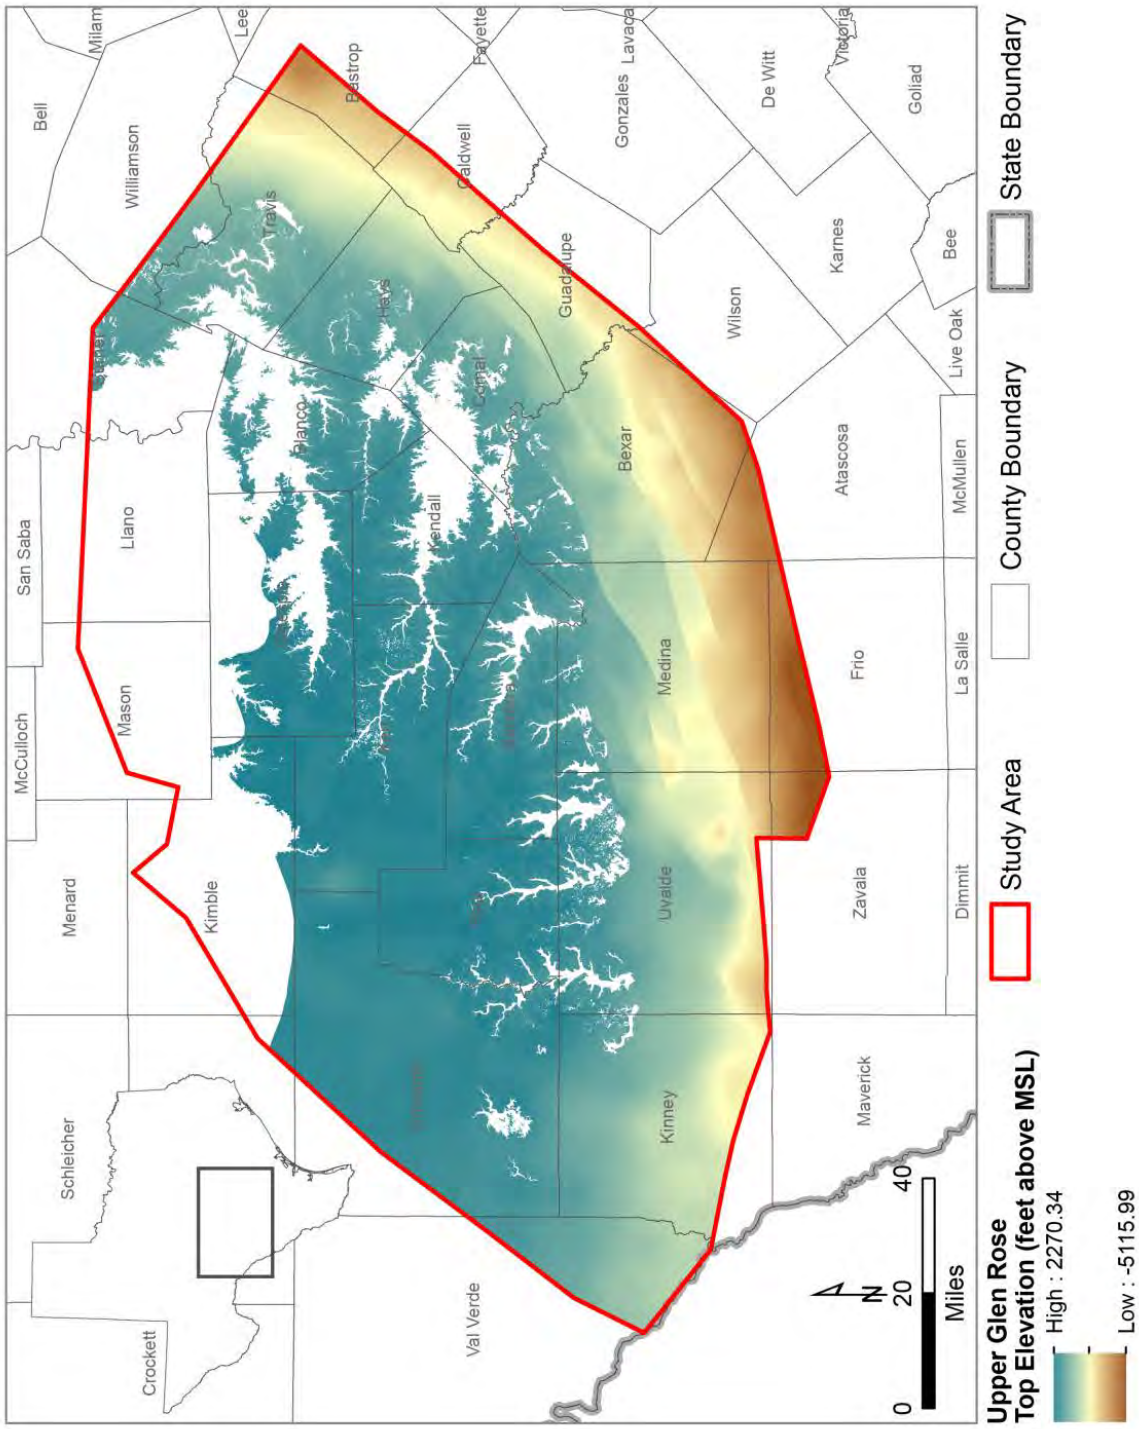 McCulloch
San Saba
Bell
Milam
Schleicher
Menard
Mason
Llano
Williamson
Lee
Crockett
Kimble
Travis
Blanco
Bastrop
Hays
Kendall
Comal
Caldwell
Fayette
Val Verde
Guadalupe
Bexar
Gonzales
Lavaca
Kinney
Uvalde
Medina
Wilson
De Witt
Maverick
Zavala
Frio
Atascosa
Karnes
Victoria
Goliad
Dimmit
La Salle
McMullen
Live Oak
Bee
N
0
20
40
Miles
Upper Glen Rose
Top Elevation (feet above MSL)
High : 2270.34
Low : -5115.99
Study Area
County Boundary
State Boundary